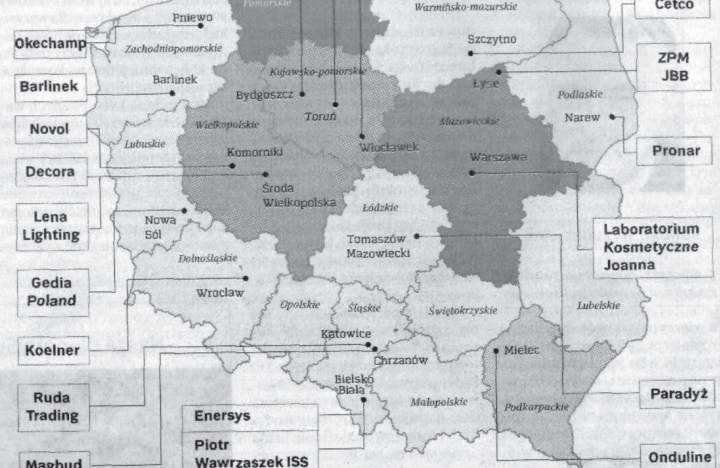 Pomorskie
Warmińsko-mazurskie
Cetco
Pniewo
Okechamp
Zachodniopomorskie
Szczytno
ZPM
JBB
Barlinek
Barlinek
Kujawsko-pomorskie
Łyse
Bydgoszcz
Toruń
Podlaskie
Narew
Novol
Wielkopolskie
Mazowieckie
Lubuskie
Włocławek
Komorniki
Warszawa
Pronar
Decora
Środa
Wielkopolska
Lena
Lighting
Nowa
Sól
Łódzkie
Tomaszów
Mazowiecki
Laboratorium
Kosmetyczne
Joanna
Dolnośląskie
Gedia
Poland
Wrocław
Opolskie
Śląskie
Świętokrzyskie
Lubelskie
Koelner
Katowice
Chrzanów
Mielec
Bielsko
Biała
Ruda
Trading
Małopolskie
Podkarpackie
Paradyż
Enersys
Piotr
Wawrzaszek ISS
Magbud
Onduline